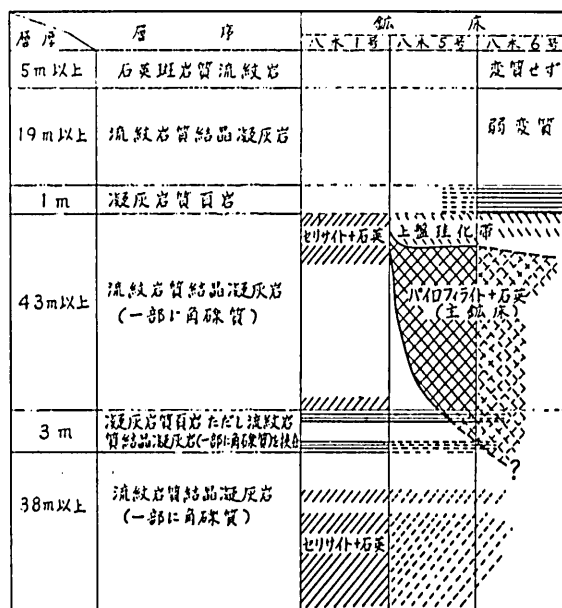 層厚
層序
鉱床
八木1号
八木5号
八木6号
5m以上
石英斑岩質流紋岩
変質せず
19m以上
流紋岩質結晶凝灰岩
弱変質
1m
凝灰岩質頁岩
セリサイト+石英
上盤珪化帯
43m以上
流紋岩質結晶凝灰岩
(一部に角礫質)
パイロフィライト+石英
(主鉱床)
3m
凝灰岩質頁岩ただし流紋岩
質結晶凝灰岩(一部に角礫質)を挟む
?
38m以上
流紋岩質結晶凝灰岩
(一部に角礫質)
セリサイト+石英